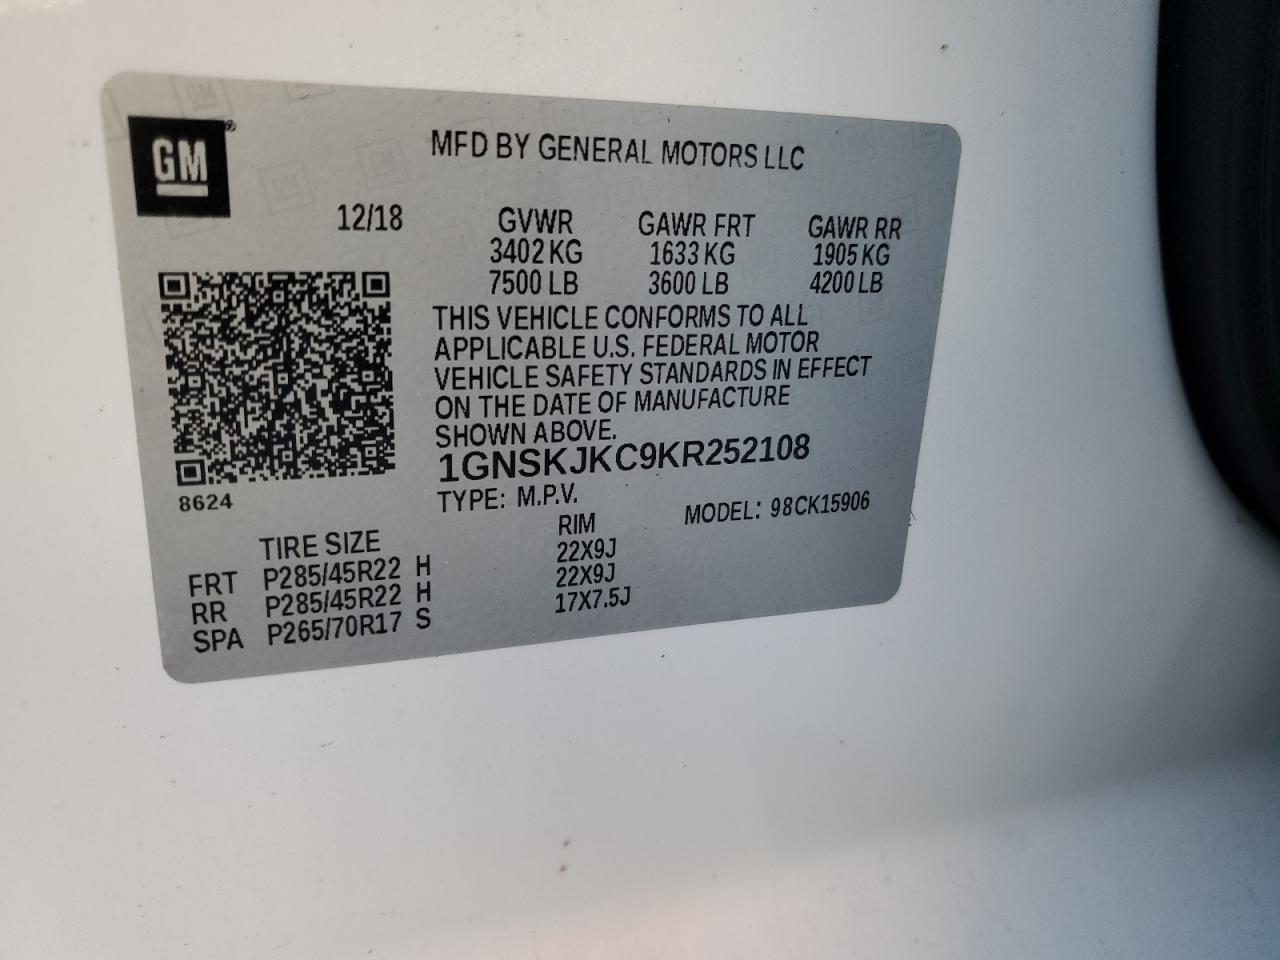 GM®
MFD BY GENERAL MOTORS LLC
12/18 GVWR GAWR FRT GAWR RR
3402 KG 1633 KG 1905 KG
7500 LB 3600 LB 4200 LB
THIS VEHICLE CONFORMS TO ALL
APPLICABLE U.S. FEDERAL MOTOR
VEHICLE SAFETY STANDARDS IN EFFECT
ON THE DATE OF MANUFACTURE
SHOWN ABOVE.
1GNSKJKC9KR252108
8624 TYPE: M.P.V. MODEL: 98CK15906
TIRE SIZE RIM
FRT P285/45R22 H 22X9J
RR P285/45R22 H 22X9J
SPA P265/70R17 S 17X7.5J